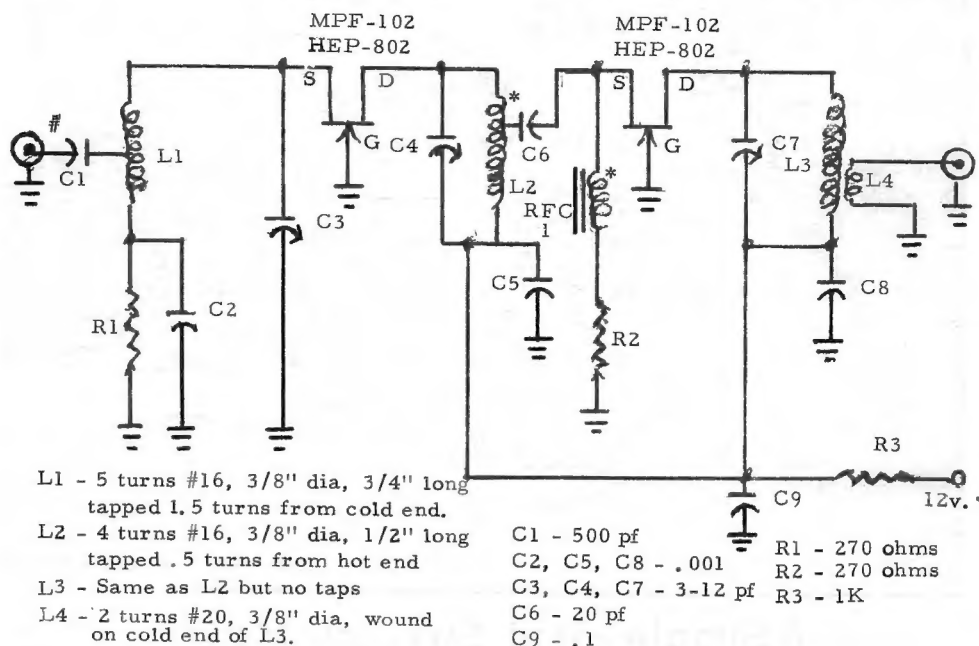 MPF-102
HEP-802
MPF-102
HEP-802
S
D
G
S
D
G
#
C1
L1
C3
C4
*
L2
C6
*
RFC
1
C7
L3
L4
R1
C2
C5
R2
C8
R3
C9
12v.
L1 - 5 turns #16, 3/8" dia, 3/4" long
tapped 1.5 turns from cold end.
L2 - 4 turns #16, 3/8" dia, 1/2" long
tapped .5 turns from hot end
L3 - Same as L2 but no taps
L4 - 2 turns #20, 3/8" dia, wound
on cold end of L3.
C1 - 500 pf
C2, C5, C8 - .001
C3, C4, C7 - 3-12 pf
C6 - 20 pf
C9 - .1
R1 - 270 ohms
R2 - 270 ohms
R3 - 1K